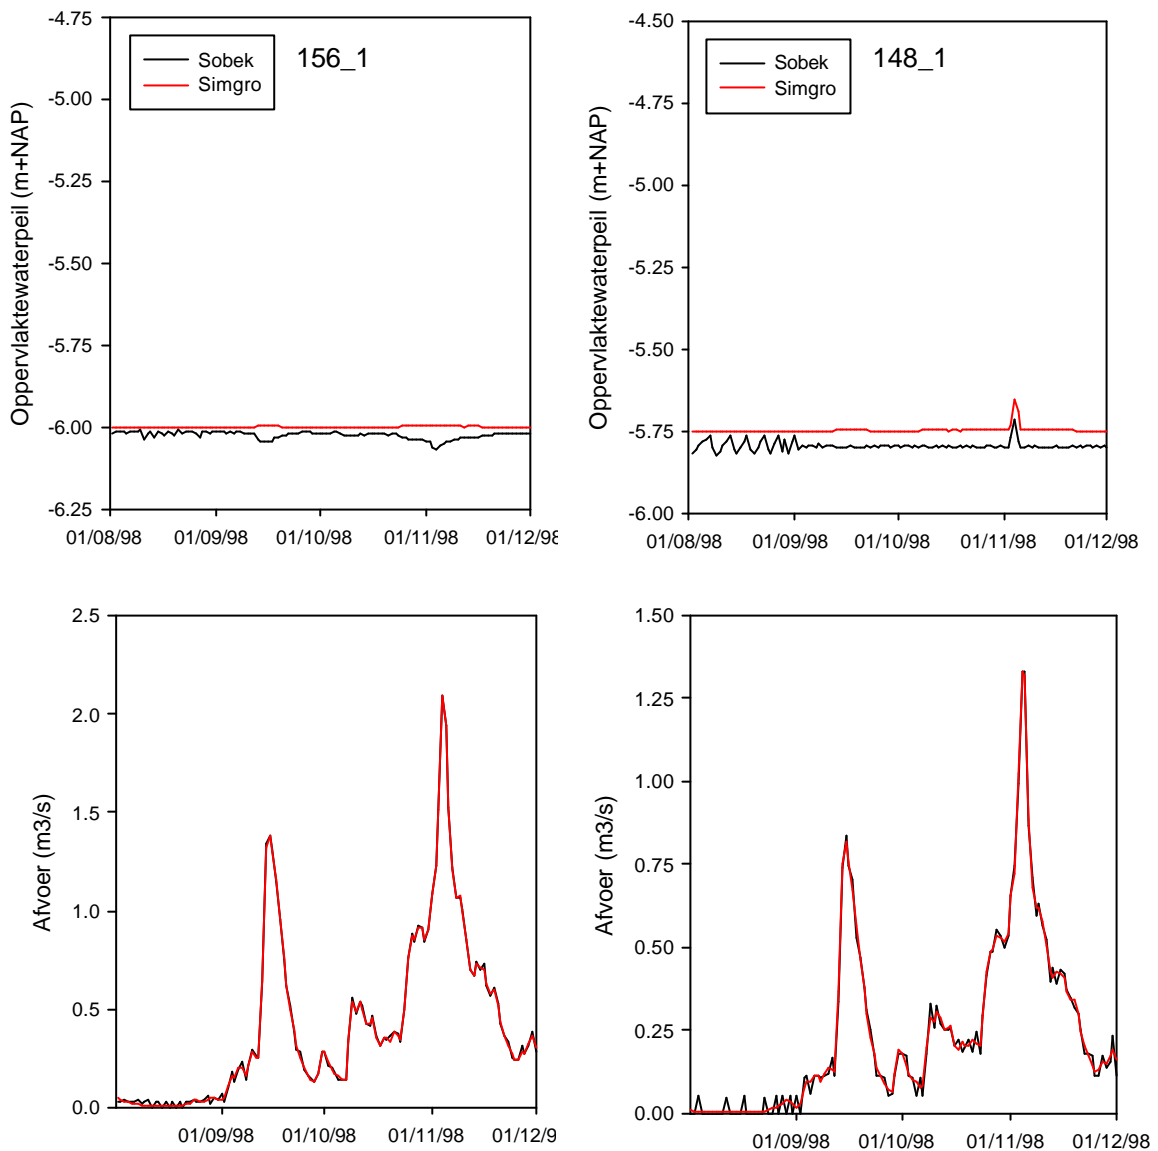 -4.75
-5.00
-5.25
-5.50
-5.75
-6.00
-6.25
Oppervlaktewaterpeil (m+NAP)
Sobek
Simgro
156_1
01/08/98 01/09/98 01/10/98 01/11/98 01/12/98
-4.50
-4.75
-5.00
-5.25
-5.50
-5.75
-6.00
Oppervlaktewaterpeil (m+NAP)
Sobek
Simgro
148_1
01/08/98 01/09/98 01/10/98 01/11/98 01/12/98
2.5
2.0
1.5
1.0
0.5
0.0
Afvoer (m3/s)
01/09/98 01/10/98 01/11/98 01/12/9
1.50
1.25
1.00
0.75
0.50
0.25
0.00
Afvoer (m3/s)
01/09/98 01/10/98 01/11/98 01/12/98